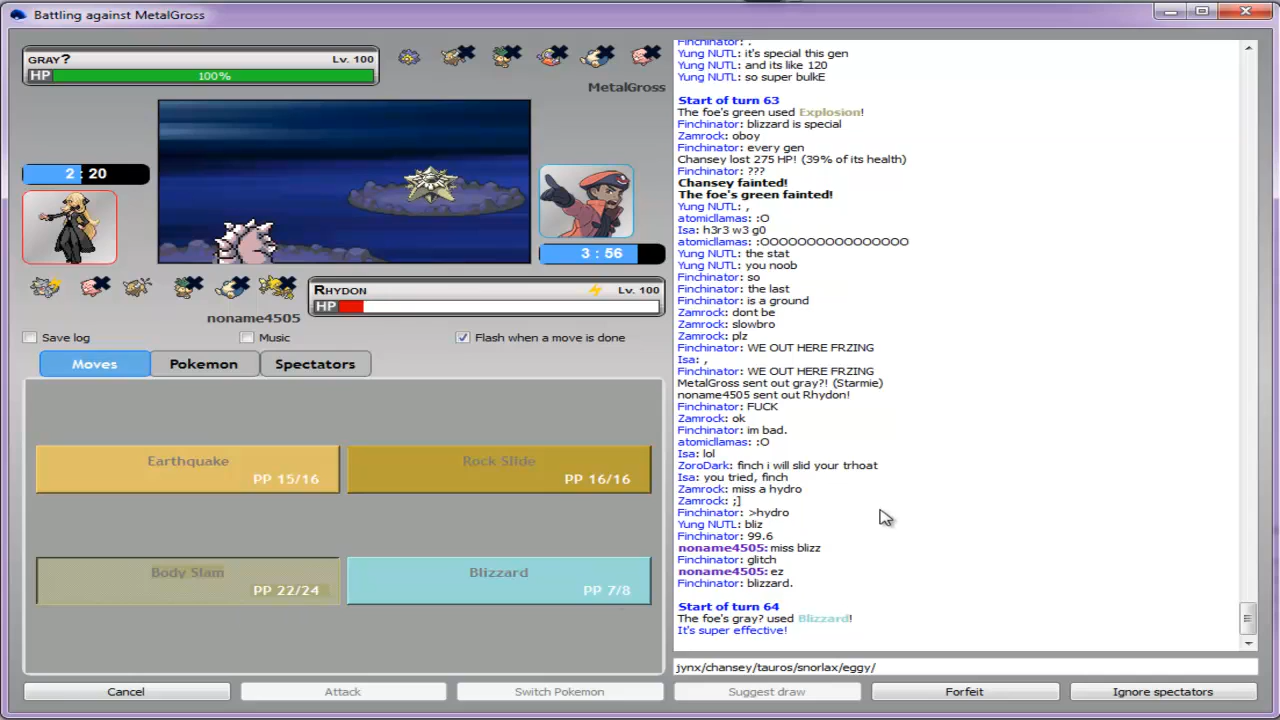 Battling against MetalGross
GRAY? Lv. 100
HP 100%
MetalGross
2 : 20
3 : 56
RHYDON Lv. 100
HP
noname4505
Save log
Music
Flash when a move is done
Moves
Pokemon
Spectators
Earthquake
PP 15/16
Rock Slide
PP 16/16
Body Slam
PP 22/24
Blizzard
PP 7/8
Cancel
Attack
Switch Pokemon
Finchinator: .
Yung NUTL: it's special this gen
Yung NUTL: and its like 120
Yung NUTL: so super bulkE
Start of turn 63
The foe's green used Explosion!
Finchinator: blizzard is special
Zamrock: oboy
Finchinator: every gen
Chansey lost 275 HP! (39% of its health)
Finchinator: ???
Chansey fainted!
The foe's green fainted!
Yung NUTL: ,
atomicllamas: :O
Isa: h3r3 w3 g0
atomicllamas: :OOOOOOOOOOOOOOOO
Yung NUTL: the stat
Yung NUTL: you noob
Finchinator: so
Finchinator: the last
Finchinator: is a ground
Zamrock: dont be
Zamrock: slowbro
Zamrock: plz
Finchinator: WE OUT HERE FRZING
Isa: ,
Finchinator: WE OUT HERE FRZING
MetalGross sent out gray?! (Starmie)
noname4505 sent out Rhydon!
Finchinator: FUCK
Zamrock: ok
Finchinator: im bad.
atomicllamas: :O
Isa: lol
ZoroDark: finch i will slid your trhoat
Isa: you tried, finch
Zamrock: miss a hydro
Zamrock: ;]
Finchinator: >hydro
Yung NUTL: bliz
Finchinator: 99.6
noname4505: miss blizz
Finchinator: glitch
noname4505: ez
Finchinator: blizzard.
Start of turn 64
The foe's gray? used Blizzard!
It's super effective!
jynx/chansey/tauros/snorlax/eggy/
Suggest draw
Forfeit
Ignore spectators